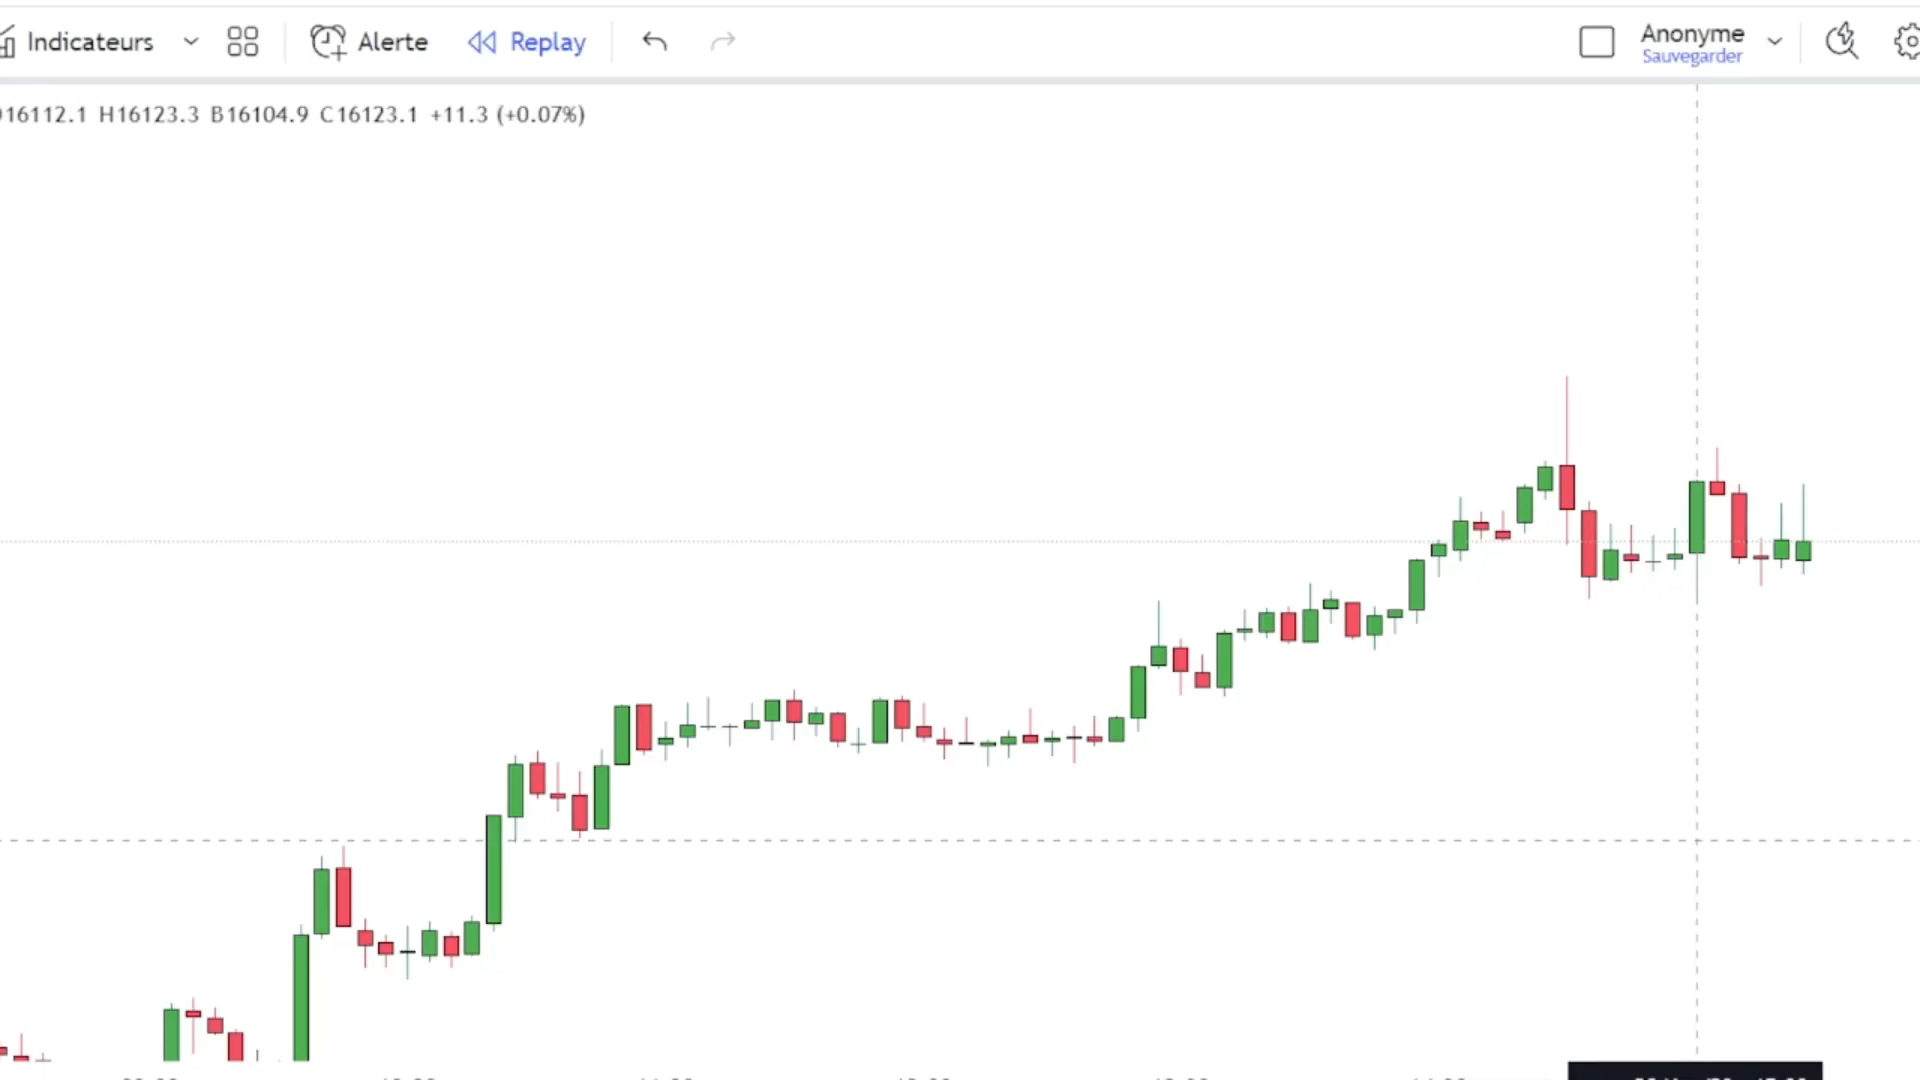 Indicateurs
Alerte
Replay
Anonyme
Sauvegarder
16112.1 H16123.3 B16104.9 C16123.1 +11.3 (+0.07%)